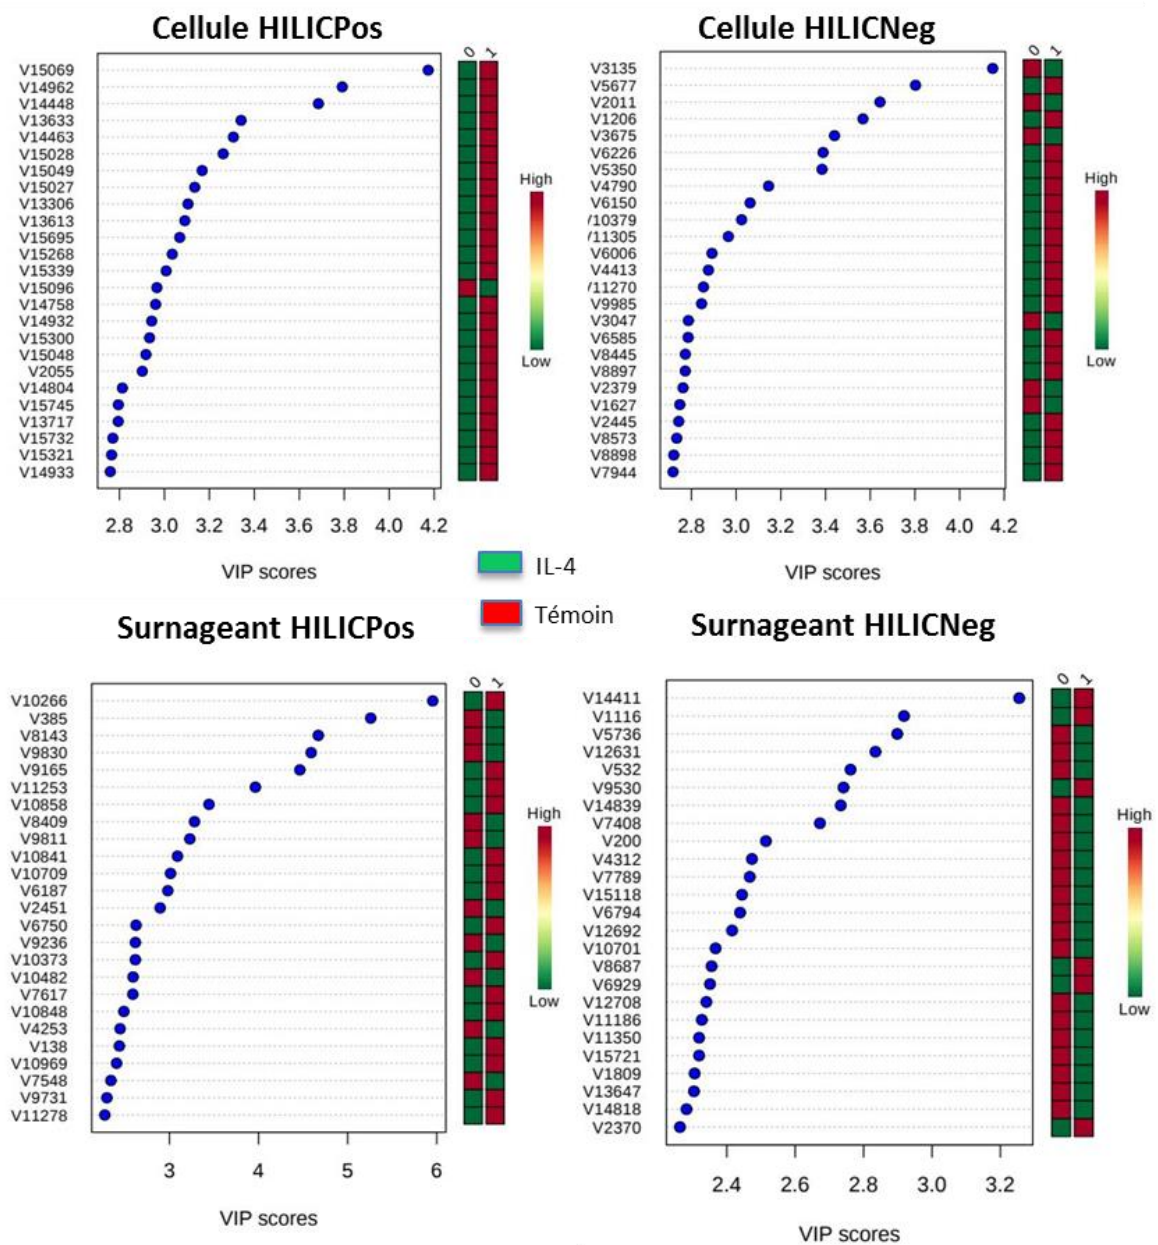 Cellule HILICPos
0 1
V15069
V14962
V14448
V13633
V14463
V15028
V15049
V15027
V13306
V13613
V15695
V15268
V15339
V15096
V14758
V14932
V15300
V15048
V2055
V14804
V15745
V13717
V15732
V15321
V14933
High
Low
2.8 3.0 3.2 3.4 3.6 3.8 4.0 4.2
VIP scores
Cellule HILICNeg
0 1
V3135
V5677
V2011
V1206
V3675
V6226
V5350
V4790
V6150
V10379
V11305
V6006
V4413
V11270
V9985
V3047
V6585
V8445
V8897
V2379
V1627
V2445
V8573
V8898
V7944
High
Low
2.8 3.0 3.2 3.4 3.6 3.8 4.0 4.2
VIP scores
IL-4
Témoin
Surnageant HILICPos
0 1
V10266
V385
V8143
V9830
V9165
V11253
V10858
V8409
V9811
V10841
V10709
V6187
V2451
V6750
V9236
V10373
V10482
V7617
V10848
V4253
V138
V10969
V7548
V9731
V11278
High
Low
3 4 5 6
VIP scores
Surnageant HILICNeg
0 1
V14411
V1116
V5736
V12631
V532
V9530
V14839
V7408
V200
V4312
V7789
V15118
V6794
V12692
V10701
V8687
V6929
V12708
V11186
V11350
V15721
V1809
V13647
V14818
V2370
High
Low
2.4 2.6 2.8 3.0 3.2
VIP scores